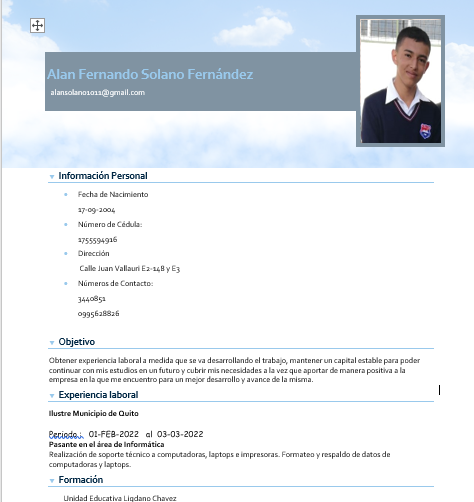 Alan Fernando Solano Fernández
alansolano1011@gmail.com
Información Personal
Fecha de Nacimiento
17-09-2004
Número de Cédula:
1755594916
Dirección
Calle Juan Vallauri E2-148 y E3
Números de Contacto:
3440851
0995628826
Objetivo
Obtener experiencia laboral a medida que se va desarrollando el trabajo, mantener un capital estable para poder
continuar con mis estudios en un futuro y cubrir mis necesidades a la vez que aportar de manera positiva a la
empresa en la que me encuentro para un mejor desarrollo y avance de la misma.
Experiencia laboral
Ilustre Municipio de Quito
Periodo : 01-FEB-2022 al 03-03-2022
Pasante en el área de Informática
Realización de soporte técnico a computadoras, laptops e impresoras. Formateo y respaldo de datos de
computadoras y laptops.
Formación
Unidad Educativa Ligdano Chavez